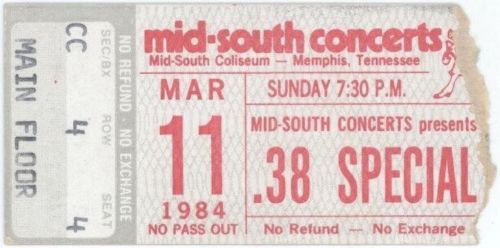 MAIN FLOOR
CC 4 4
SEC/BX ROW SEAT
NO REFUND · NO EXCHANGE
mid-south concerts
Mid-South Coliseum — Memphis, Tennessee
MAR
11
1984
NO PASS OUT
SUNDAY 7:30 P.M.
MID-SOUTH CONCERTS presents
.38 SPECIAL
No Refund — No Exchange